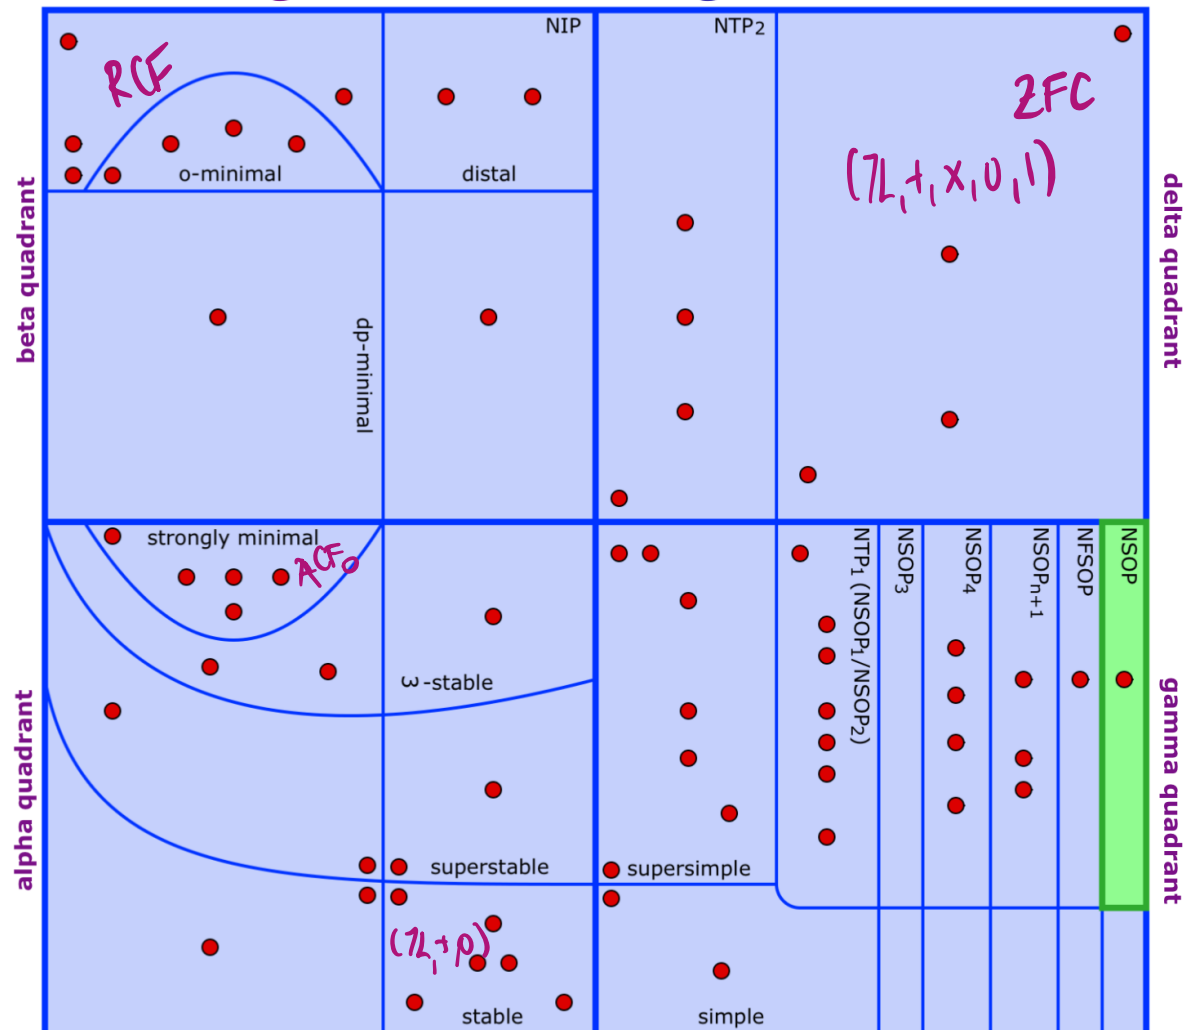 NIP
NTP2
RCF
ZFC
(ℤ,+,×,0,1)
o-minimal
distal
beta quadrant
delta quadrant
dp-minimal
strongly minimal
ACF0
ω-stable
NTP1 (NSOP1/NSOP2)
NSOP3
NSOP4
NSOPn+1
NFSOP
NSOP
alpha quadrant
gamma quadrant
superstable
supersimple
(ℤ,+,0)
stable
simple